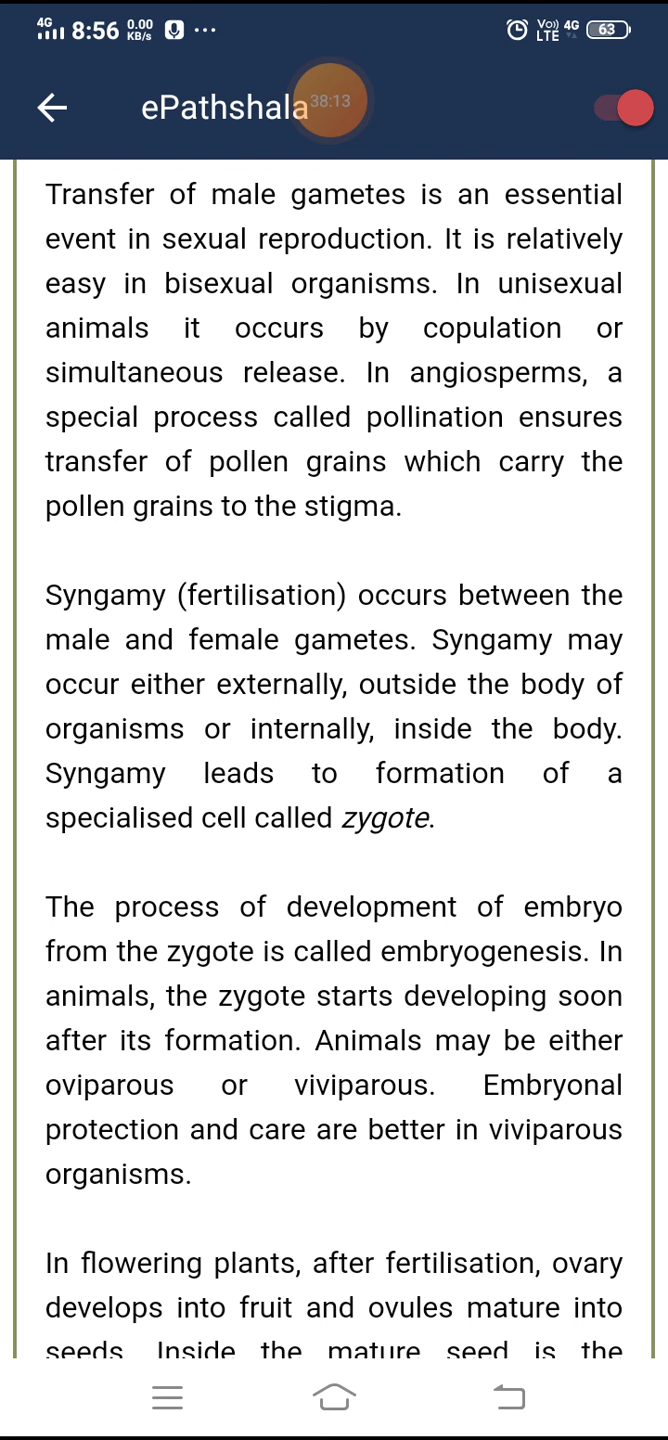 4G 8:56 0.00 KB/s ... Vo)) LTE 4G 63
ePathshala 38:13
Transfer of male gametes is an essential
event in sexual reproduction. It is relatively
easy in bisexual organisms. In unisexual
animals it occurs by copulation or
simultaneous release. In angiosperms, a
special process called pollination ensures
transfer of pollen grains which carry the
pollen grains to the stigma.
Syngamy (fertilisation) occurs between the
male and female gametes. Syngamy may
occur either externally, outside the body of
organisms or internally, inside the body.
Syngamy leads to formation of a
specialised cell called zygote.
The process of development of embryo
from the zygote is called embryogenesis. In
animals, the zygote starts developing soon
after its formation. Animals may be either
oviparous or viviparous. Embryonal
protection and care are better in viviparous
organisms.
In flowering plants, after fertilisation, ovary
develops into fruit and ovules mature into
seeds. Inside the mature seed is the